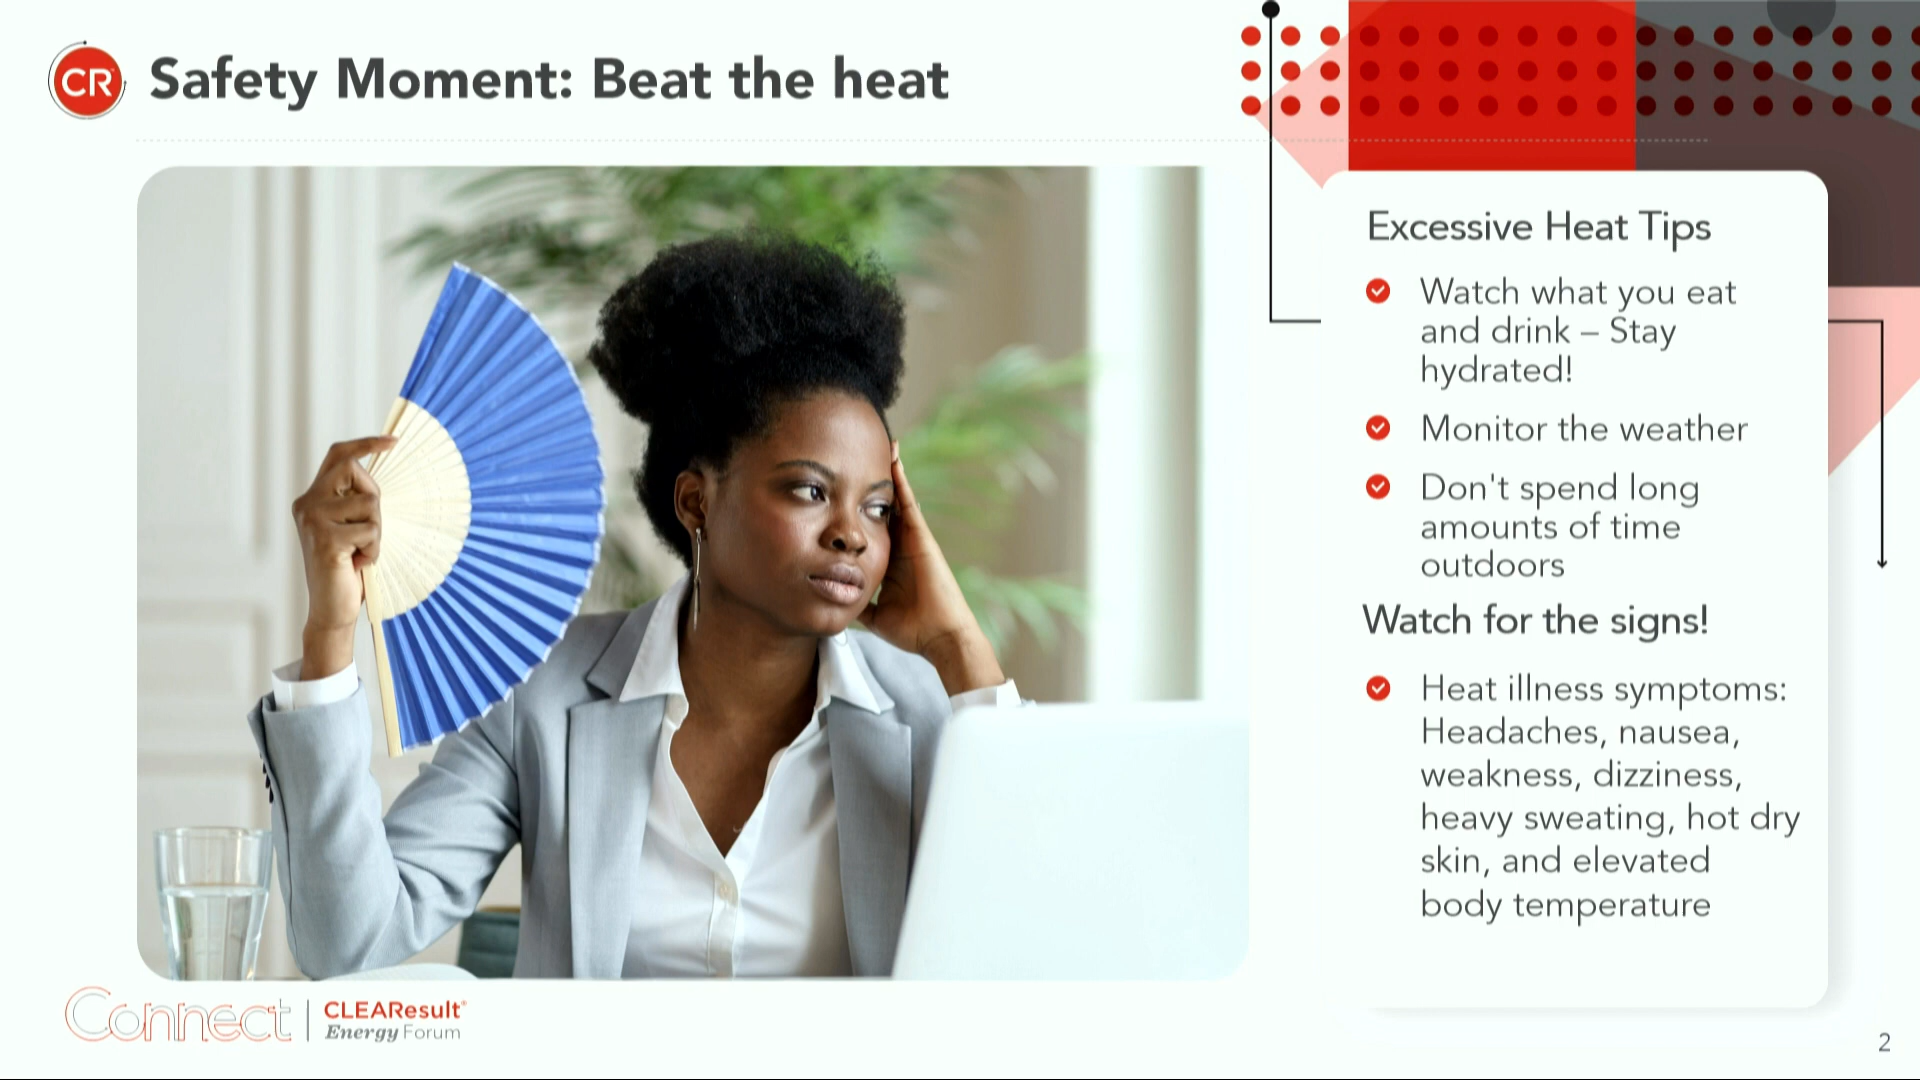 CR
Safety Moment: Beat the heat
Excessive Heat Tips
Watch what you eat
and drink – Stay
hydrated!
Monitor the weather
Don't spend long
amounts of time
outdoors
Watch for the signs!
Heat illness symptoms:
Headaches, nausea,
weakness, dizziness,
heavy sweating, hot dry
skin, and elevated
body temperature
Connect
CLEAResult®
Energy Forum
2